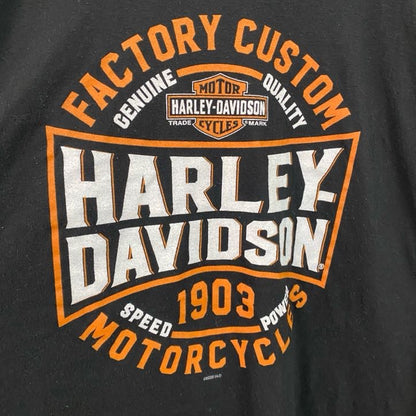 FACTORY CUSTOM
GENUINE QUALITY
MOTOR
HARLEY-DAVIDSON
TRADE MARK
CYCLES
HARLEY-
DAVIDSON
®
1903
SPEED POWER
MOTORCYCLES